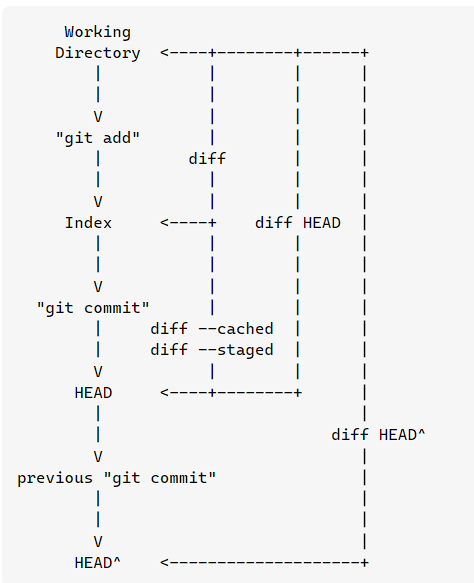 Working
Directory <----+--------+------+
| | | |
| | | |
V | | |
"git add" | | |
| diff | |
| | | |
V | | |
Index <----+ diff HEAD |
| | | |
| | | |
V | | |
"git commit" | | |
| diff --cached | |
| diff --staged | |
V | | |
HEAD <----+--------+ |
| |
| diff HEAD^
V |
previous "git commit" |
| |
| |
V |
HEAD^ <---------------------+